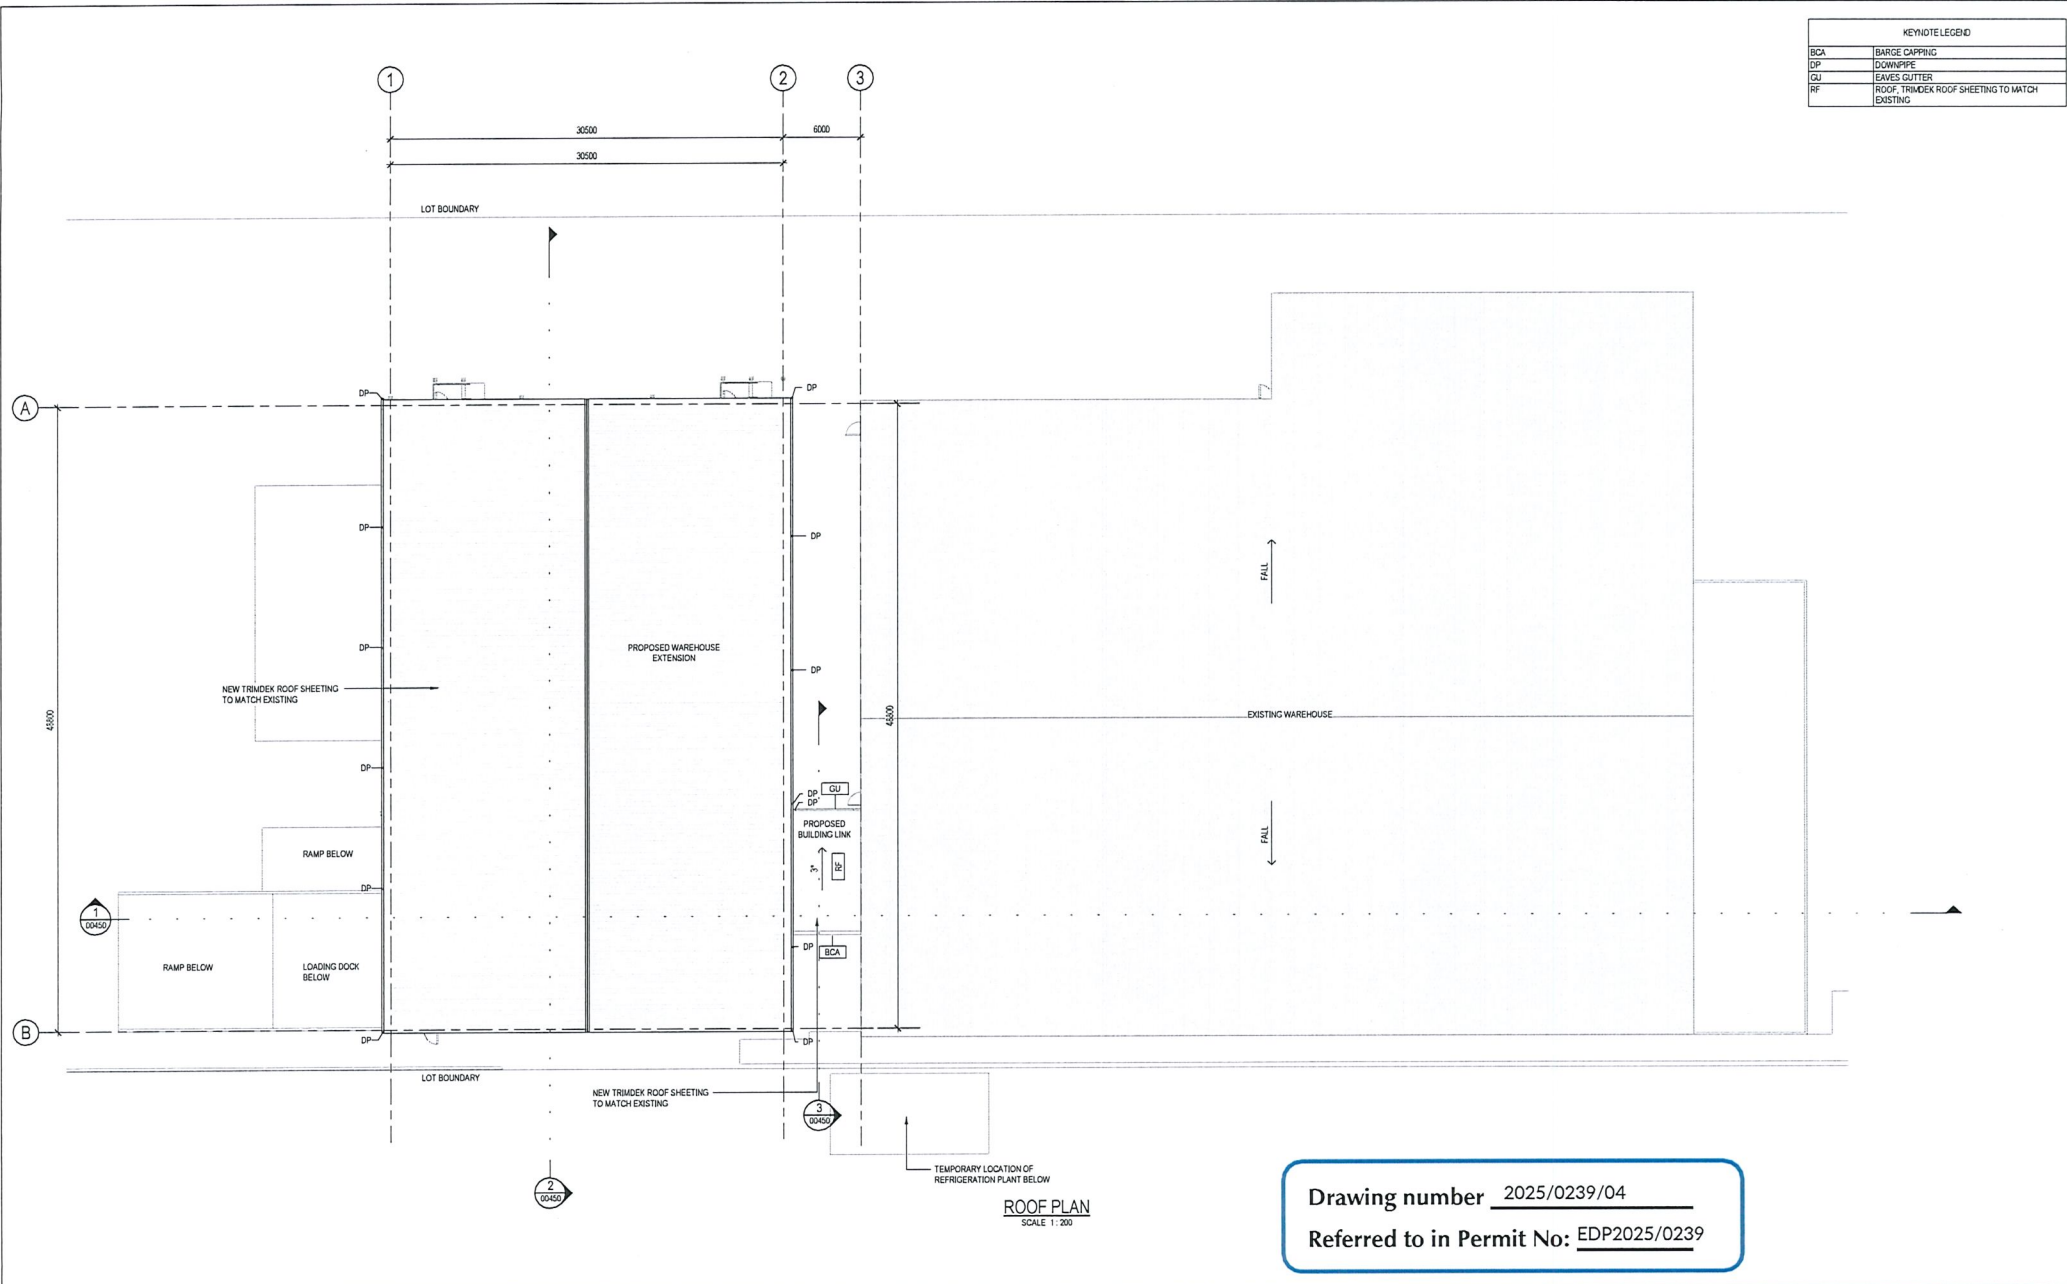 KEYNOTE LEGEND
BCA BARGE CAPPING
DP DOWNPIPE
GU EAVES GUTTER
RF ROOF, TRIMDEK ROOF SHEETING TO MATCH
EXISTING
1 2 3
30500 6000
30500
LOT BOUNDARY
DP DP
A
DP
DP
DP
PROPOSED WAREHOUSE
EXTENSION
DP
NEW TRIMDEK ROOF SHEETING
TO MATCH EXISTING
FALL
EXISTING WAREHOUSE
DP
GU
DP
DP
PROPOSED
BUILDING LINK
FALL
RAMP BELOW
3°
RF
DP
1
00450
DP
BCA
RAMP BELOW
LOADING DOCK
BELOW
B
DP
DP
LOT BOUNDARY
NEW TRIMDEK ROOF SHEETING
TO MATCH EXISTING
3
00450
TEMPORARY LOCATION OF
REFRIGERATION PLANT BELOW
2
00450
ROOF PLAN
SCALE 1 : 200
Drawing number 2025/0239/04
Referred to in Permit No: EDP2025/0239